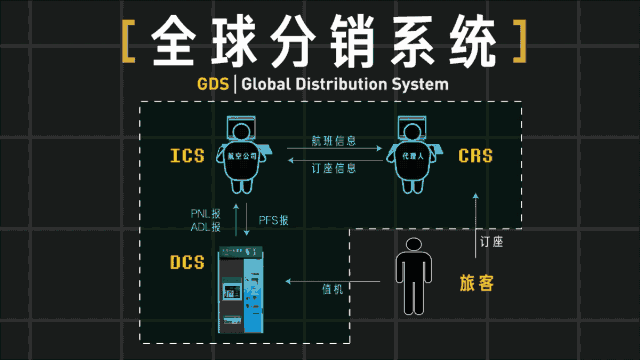 [ 全球分销系统 ]
GDS | Global Distribution System
ICS
航空公司
航班信息
订座信息
代理人
CRS
PNL报
ADL报
PFS报
订座
DCS
值机
旅客